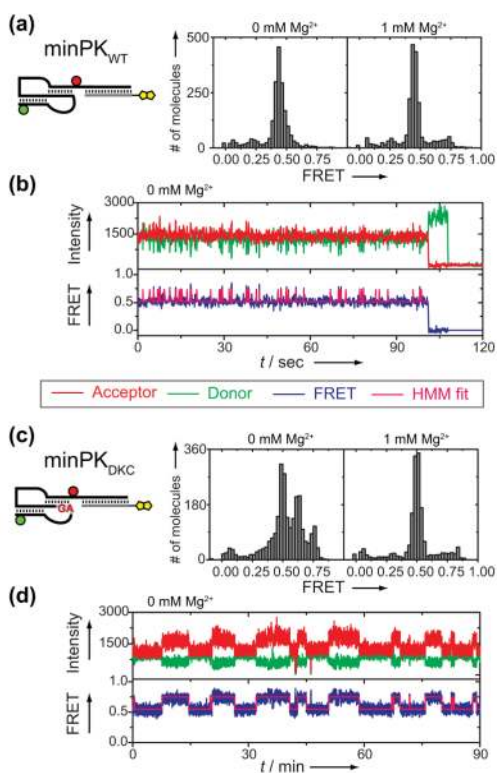 (a)
minPK_WT
0 mM Mg²⁺ 1 mM Mg²⁺
# of molecules
500
250
0
0.00 0.25 0.50 0.75 0.00 0.25 0.50 0.75 1.00
FRET
(b)
0 mM Mg²⁺
Intensity
3000
1500
FRET
1.0
0.5
0.0
0 30 60 90 120
t / sec
Acceptor Donor FRET HMM fit
(c)
minPK_DKC
GA
0 mM Mg²⁺ 1 mM Mg²⁺
# of molecules
360
180
0
0.00 0.25 0.50 0.75 0.00 0.25 0.50 0.75 1.00
FRET
(d)
0 mM Mg²⁺
Intensity
3000
1500
FRET
1.0
0.5
0.0
0 30 60 90
t / min